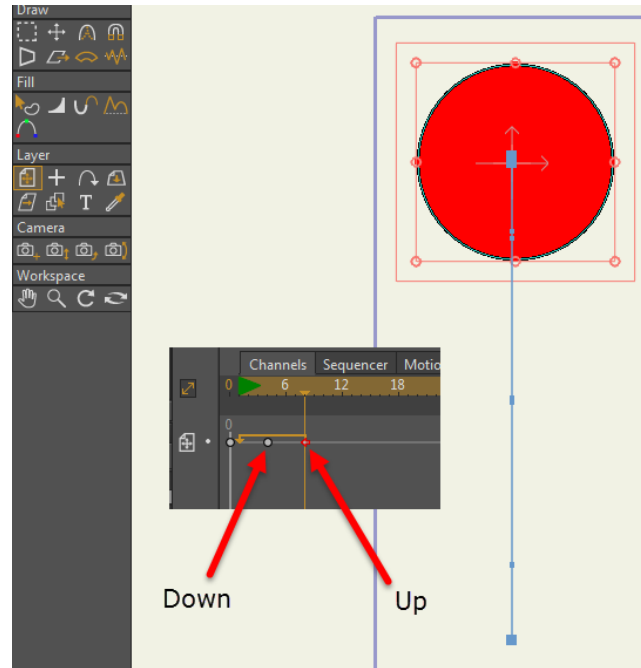 Draw
Fill
Layer
T
Camera
Workspace
Channels Sequencer Motio
0 6 12 18
0
Down
Up